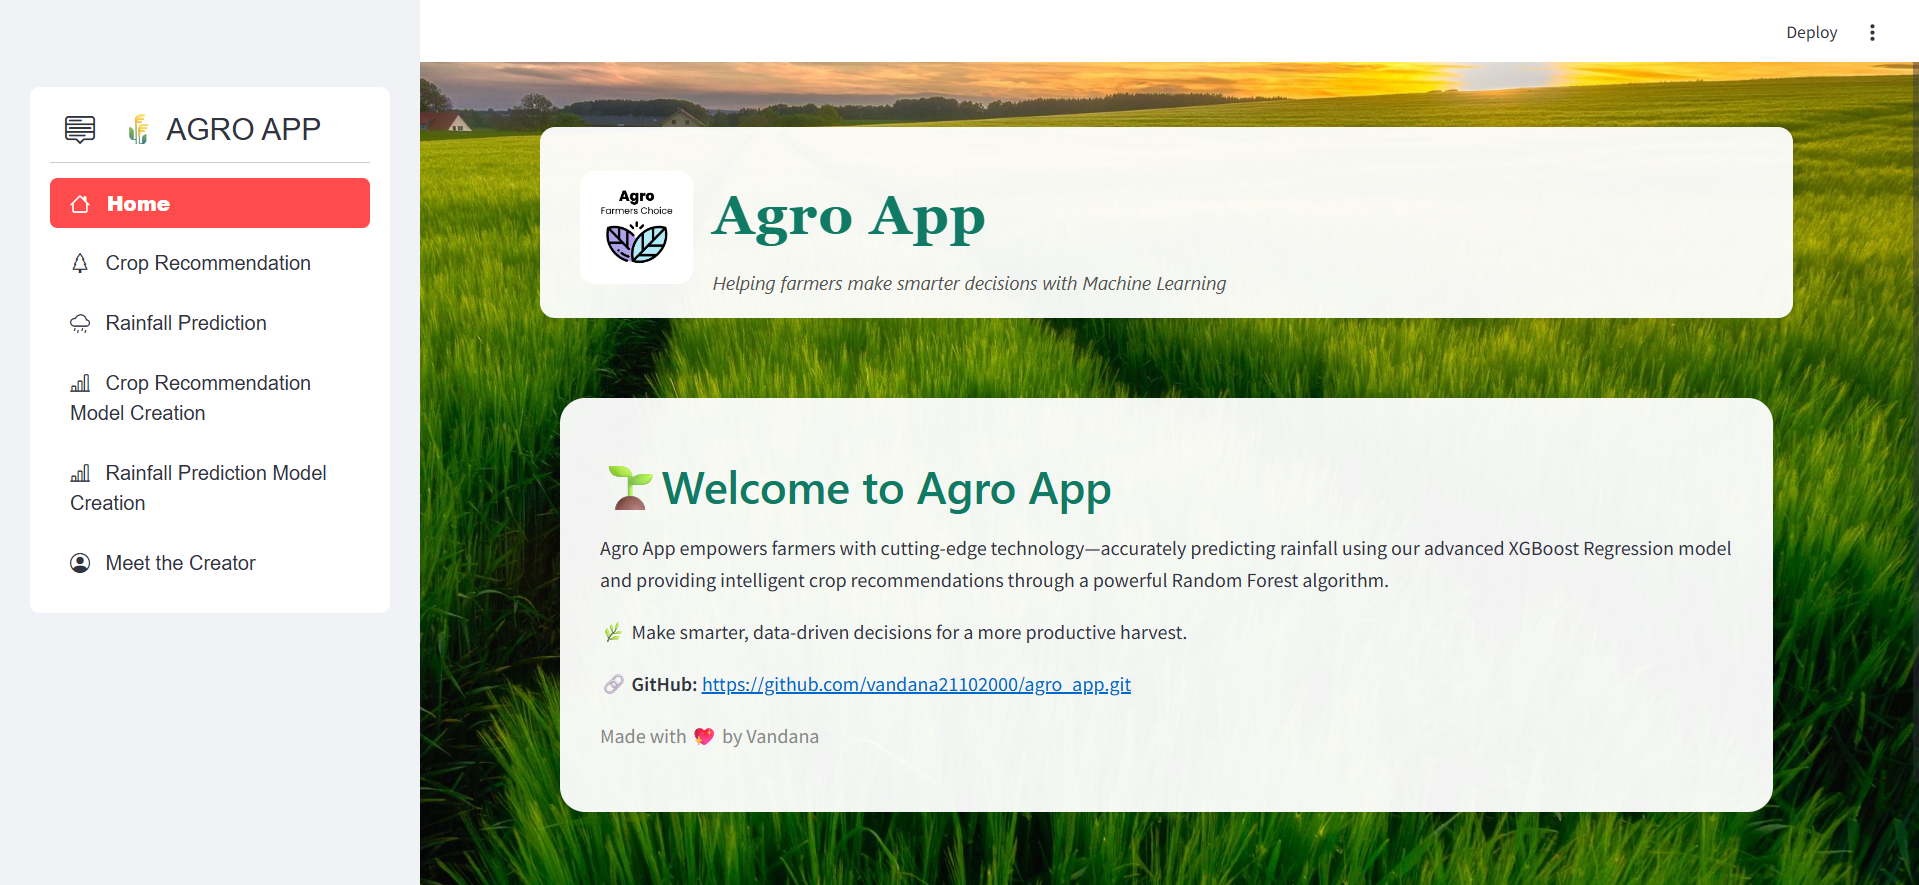 Deploy
AGRO APP
Home
Crop Recommendation
Rainfall Prediction
Crop Recommendation
Model Creation
Rainfall Prediction Model
Creation
Meet the Creator
Agro
Farmers Choice
Agro App
Helping farmers make smarter decisions with Machine Learning
Welcome to Agro App
Agro App empowers farmers with cutting-edge technology—accurately predicting rainfall using our advanced XGBoost Regression model
and providing intelligent crop recommendations through a powerful Random Forest algorithm.
🌿 Make smarter, data-driven decisions for a more productive harvest.
🔗 GitHub: https://github.com/vandana21102000/agro_app.git
Made with 💖 by Vandana